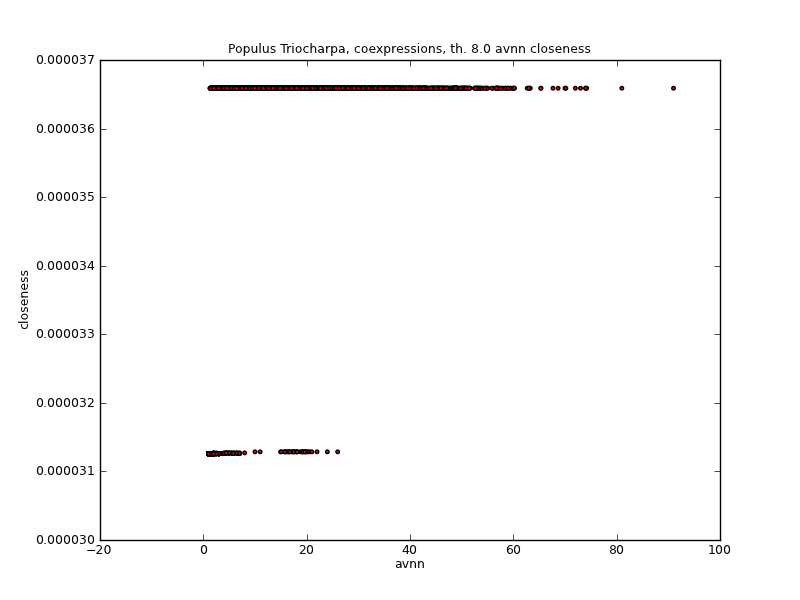 Populus Triocharpa, coexpressions, th. 8.0 avnn closeness
0.000037
0.000036
0.000035
0.000034
0.000033
0.000032
0.000031
0.000030
closeness
−20 0 20 40 60 80 100
avnn